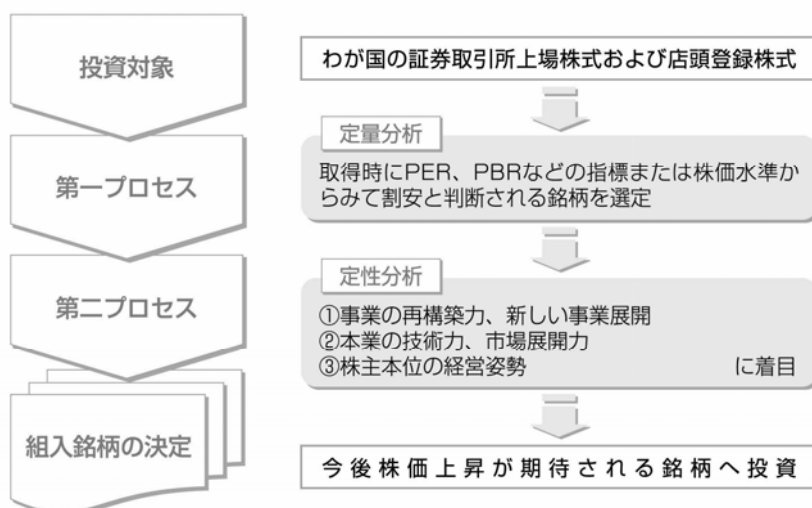 投資対象
わが国の証券取引所上場株式および店頭登録株式
第一プロセス
定量分析
取得時にPER、PBRなどの指標または株価水準か
らみて割安と判断される銘柄を選定
第二プロセス
定性分析
①事業の再構築力、新しい事業展開
②本業の技術力、市場展開力
③株主本位の経営姿勢 に着目
組入銘柄の決定
今後株価上昇が期待される銘柄へ投資